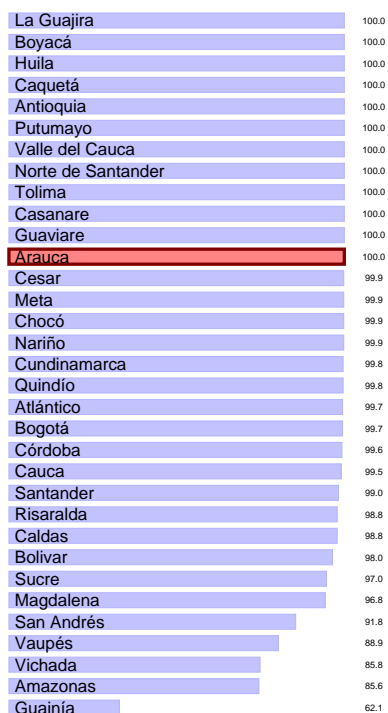 La Guajira 100.0
Boyacá 100.0
Huila 100.0
Caquetá 100.0
Antioquia 100.0
Putumayo 100.0
Valle del Cauca 100.0
Norte de Santander 100.0
Tolima 100.0
Casanare 100.0
Guaviare 100.0
Arauca 100.0
Cesar 99.9
Meta 99.9
Chocó 99.9
Nariño 99.9
Cundinamarca 99.8
Quindío 99.8
Atlántico 99.7
Bogotá 99.7
Córdoba 99.6
Cauca 99.5
Santander 99.0
Risaralda 98.8
Caldas 98.8
Bolivar 98.0
Sucre 97.0
Magdalena 96.8
San Andrés 91.8
Vaupés 88.9
Vichada 85.8
Amazonas 85.6
Guainía 62.1